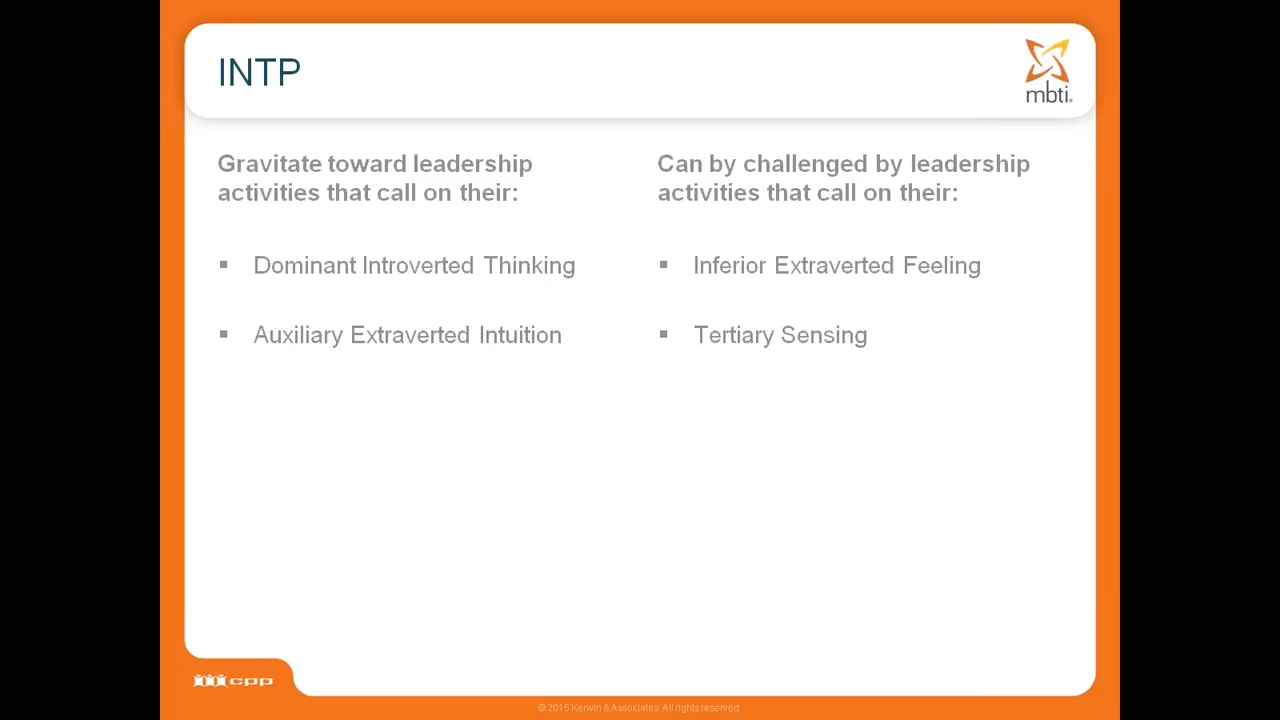 INTP
mbti®
Gravitate toward leadership
activities that call on their:
▪ Dominant Introverted Thinking
▪ Auxiliary Extraverted Intuition
Can by challenged by leadership
activities that call on their:
▪ Inferior Extraverted Feeling
▪ Tertiary Sensing
cpp
© 2015 Kerwin & Associates. All rights reserved.